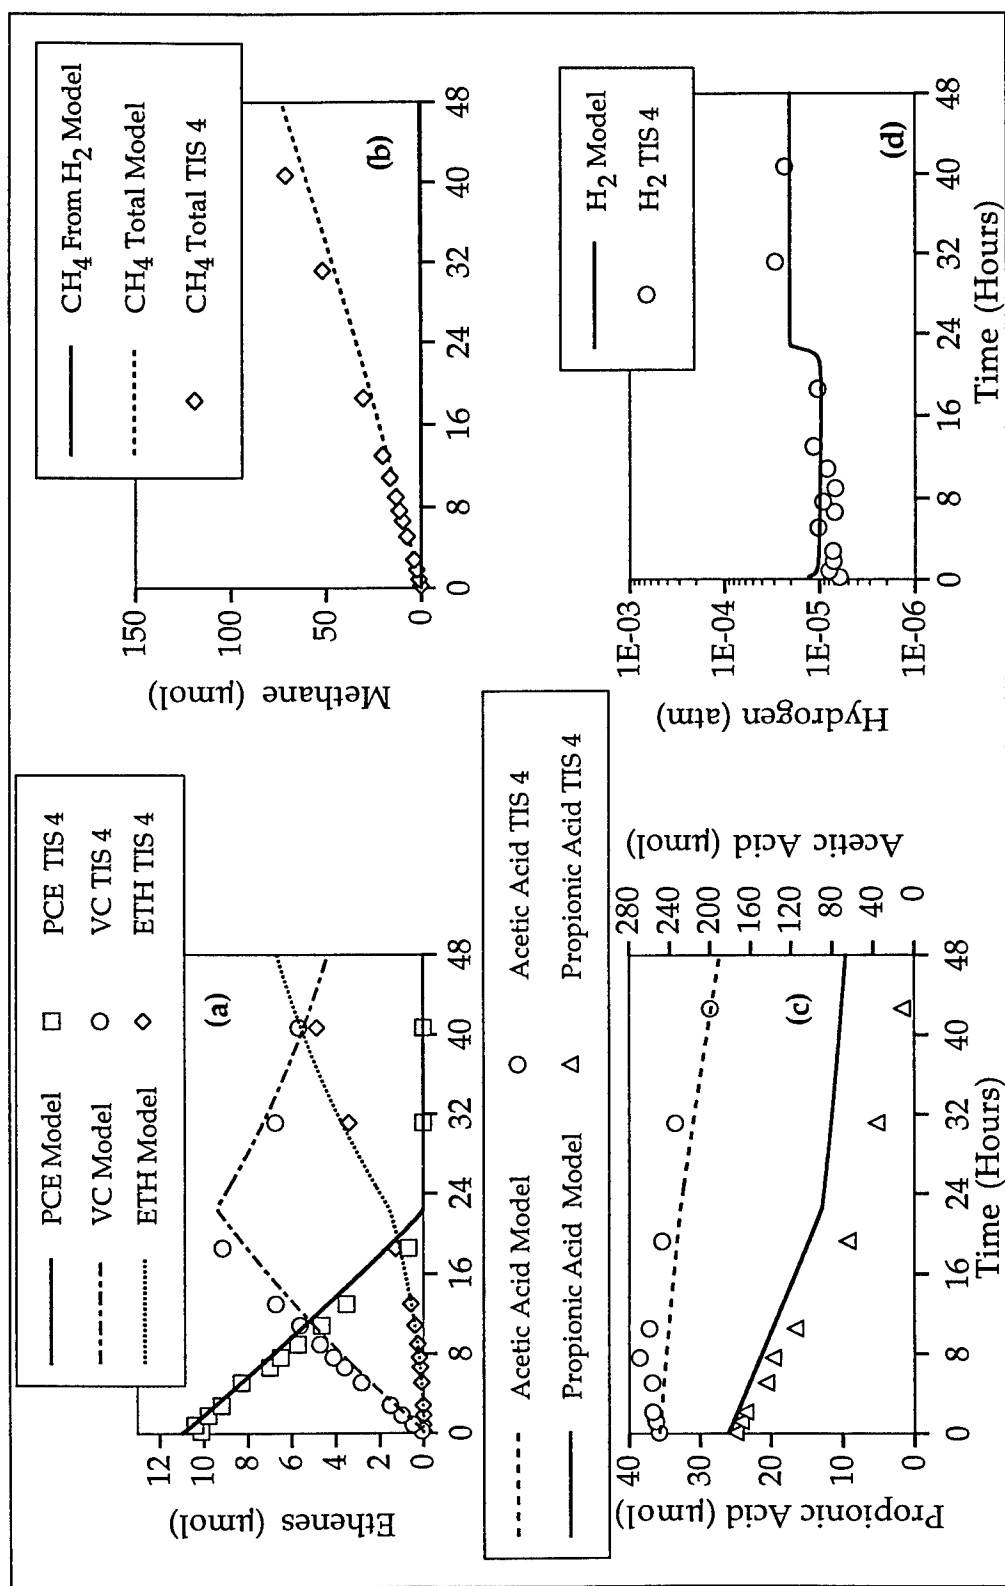 PCE Model
PCE TIS 4
VC Model
VC TIS 4
ETH Model
ETH TIS 4
Ethenes (μmol)
12
10
8
6
4
2
0
(a)
0 8 16 24 32 40 48
CH4 From H2 Model
CH4 Total Model
CH4 Total TIS 4
Methane (μmol)
150
100
50
0
(b)
0 8 16 24 32 40 48
Acetic Acid Model
Acetic Acid TIS 4
Propionic Acid Model
Propionic Acid TIS 4
Propionic Acid (μmol)
40
30
20
10
0
(c)
280
240
200
160
120
80
40
0
Acetic Acid (μmol)
0 8 16 24 32 40 48
Time (Hours)
H2 Model
H2 TIS 4
Hydrogen (atm)
1E-03
1E-04
1E-05
1E-06
(d)
0 8 16 24 32 40 48
Time (Hours)